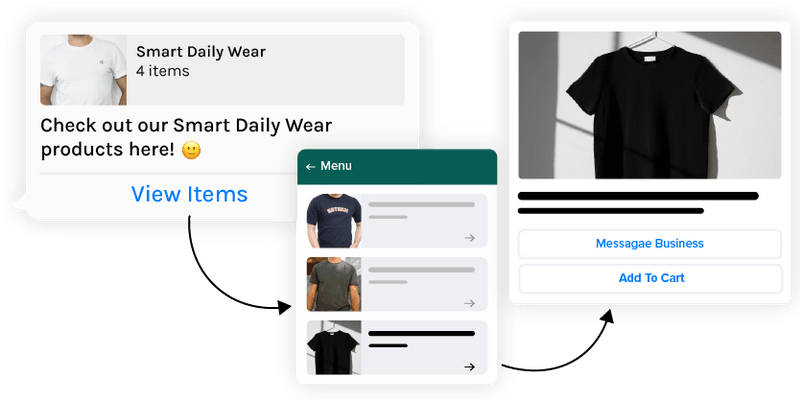 Smart Daily Wear
4 items
Check out our Smart Daily Wear
products here! 🙂
View Items
← Menu
Messagae Business
Add To Cart